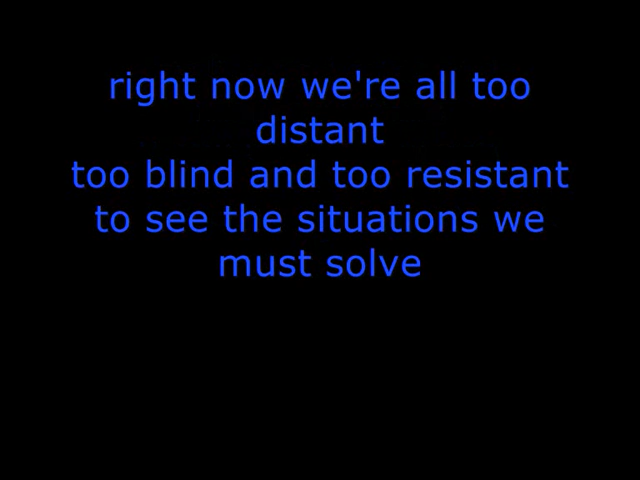 right now we're all too
distant
too blind and too resistant
to see the situations we
must solve